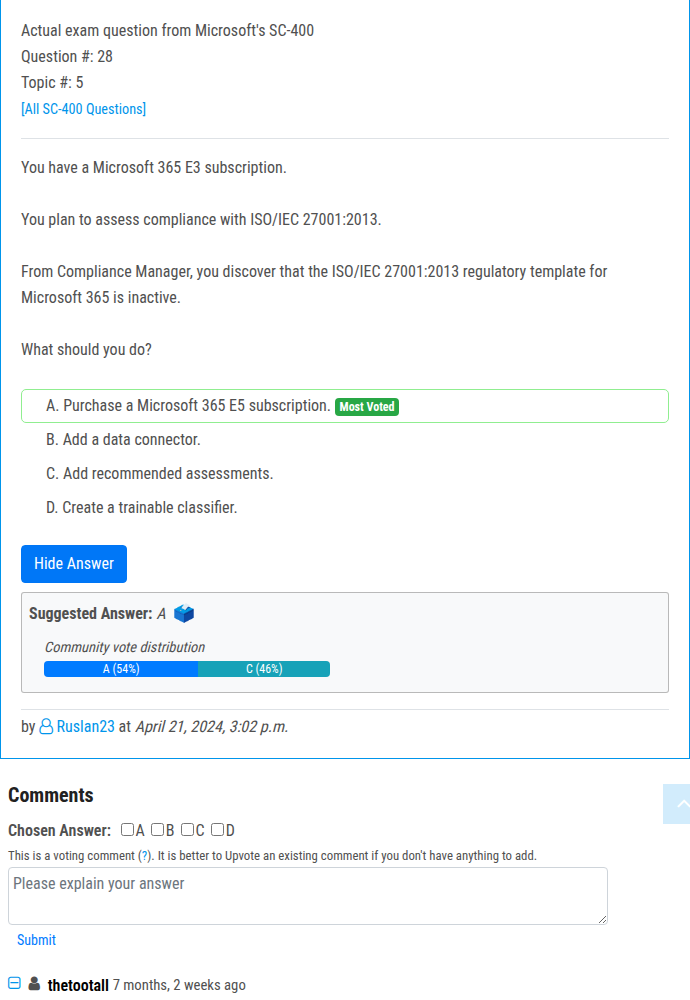 Actual exam question from Microsoft's SC-400
Question #: 28
Topic #: 5
[All SC-400 Questions]
You have a Microsoft 365 E3 subscription.
You plan to assess compliance with ISO/IEC 27001:2013.
From Compliance Manager, you discover that the ISO/IEC 27001:2013 regulatory template for
Microsoft 365 is inactive.
What should you do?
A. Purchase a Microsoft 365 E5 subscription. Most Voted
B. Add a data connector.
C. Add recommended assessments.
D. Create a trainable classifier.
Hide Answer
Suggested Answer: A
Community vote distribution
A (54%) C (46%)
by Ruslan23 at April 21, 2024, 3:02 p.m.
Comments
Chosen Answer: A B C D
This is a voting comment (?). It is better to Upvote an existing comment if you don't have anything to add.
Please explain your answer
Submit
thetootall 7 months, 2 weeks ago